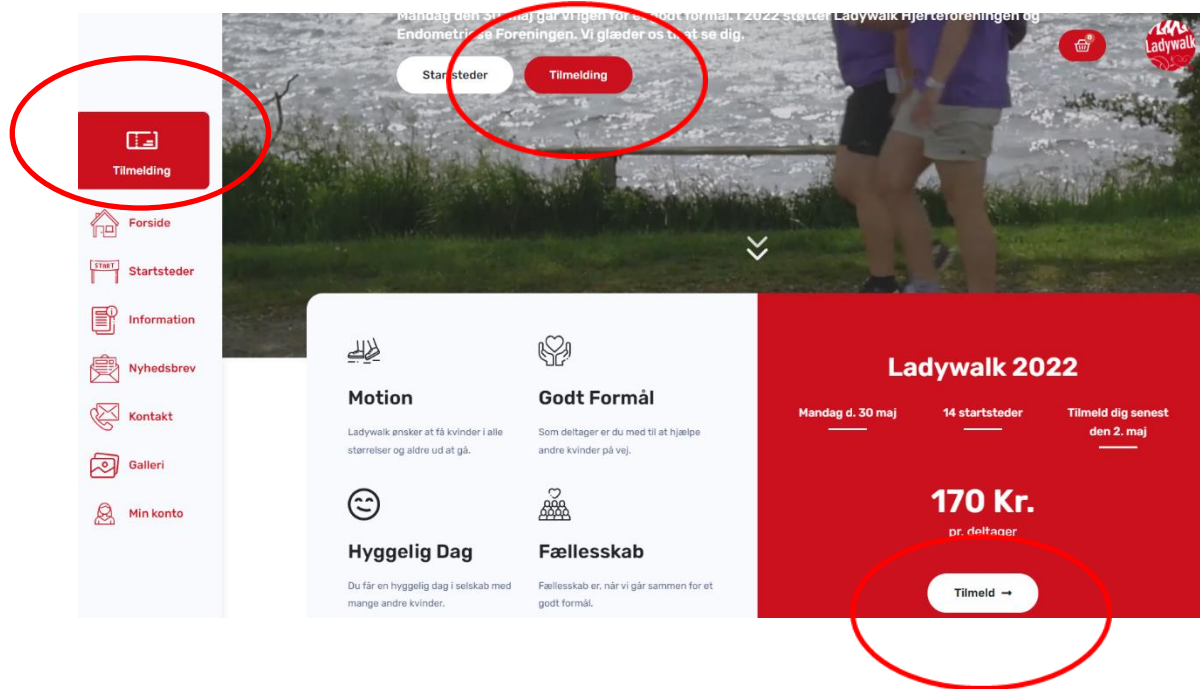 Mandag den 30. maj går vi igen for et godt formål. I 2022 støtter Ladywalk Hjerteforeningen og
Endometriose Foreningen. Vi glæder os til at se dig.
Startsteder
Tilmelding
0
Ladywalk
Tilmelding
Forside
START
Startsteder
Information
Nyhedsbrev
Kontakt
Galleri
Min konto
Motion
Ladywalk ønsker at få kvinder i alle
størrelser og aldre ud at gå.
Godt Formål
Som deltager er du med til at hjælpe
andre kvinder på vej.
Hyggelig Dag
Du får en hyggelig dag i selskab med
mange andre kvinder.
Fællesskab
Fællesskab er, når vi går sammen for et
godt formål.
Ladywalk 2022
Mandag d. 30 maj
14 startsteder
Tilmeld dig senest
den 2. maj
170 Kr.
pr. deltager
Tilmeld →